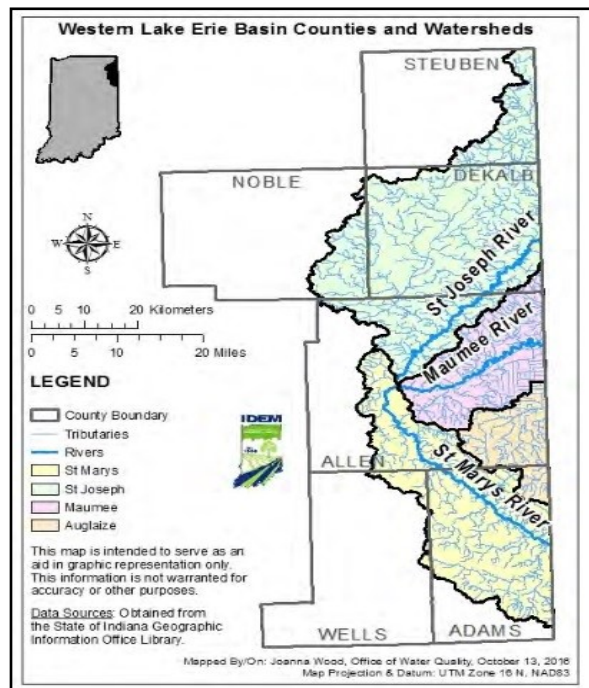 Western Lake Erie Basin Counties and Watersheds
STEUBEN
NOBLE
DEKALB
N
W E
S
St Joseph River
0 5 10 20 Kilometers
Maumee River
0 5 10 20 Miles
LEGEND
County Boundary
Tributaries
Rivers
St Marys
St Joseph
Maumee
Auglaize
IDEM
ALLEN
St Marys River
This map is intended to serve as an
aid in graphic representation only.
This information is not warranted for
accuracy or other purposes.
Data Sources: Obtained from
the State of Indiana Geographic
Information Office Library.
WELLS
ADAMS
Mapped By/On: Joanna Wood, Office of Water Quality, October 13, 2016
Map Projection & Datum: UTM Zone 16 N, NAD83